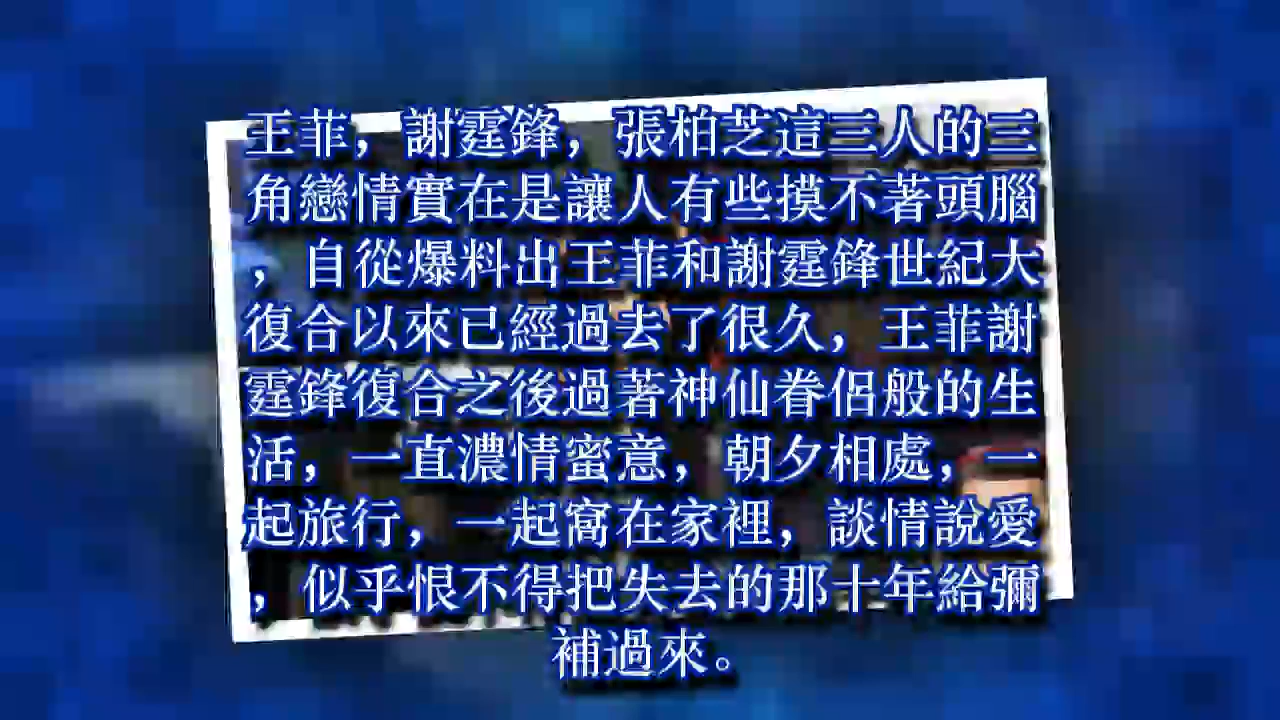 王菲，謝霆鋒，張柏芝這三人的三
角戀情實在是讓人有些摸不著頭腦
，自從爆料出王菲和謝霆鋒世紀大
復合以來已經過去了很久，王菲謝
霆鋒復合之後過著神仙眷侶般的生
活，一直濃情蜜意，朝夕相處，一
起旅行，一起窩在家裡，談情說愛
，似乎恨不得把失去的那十年給彌
補過來。